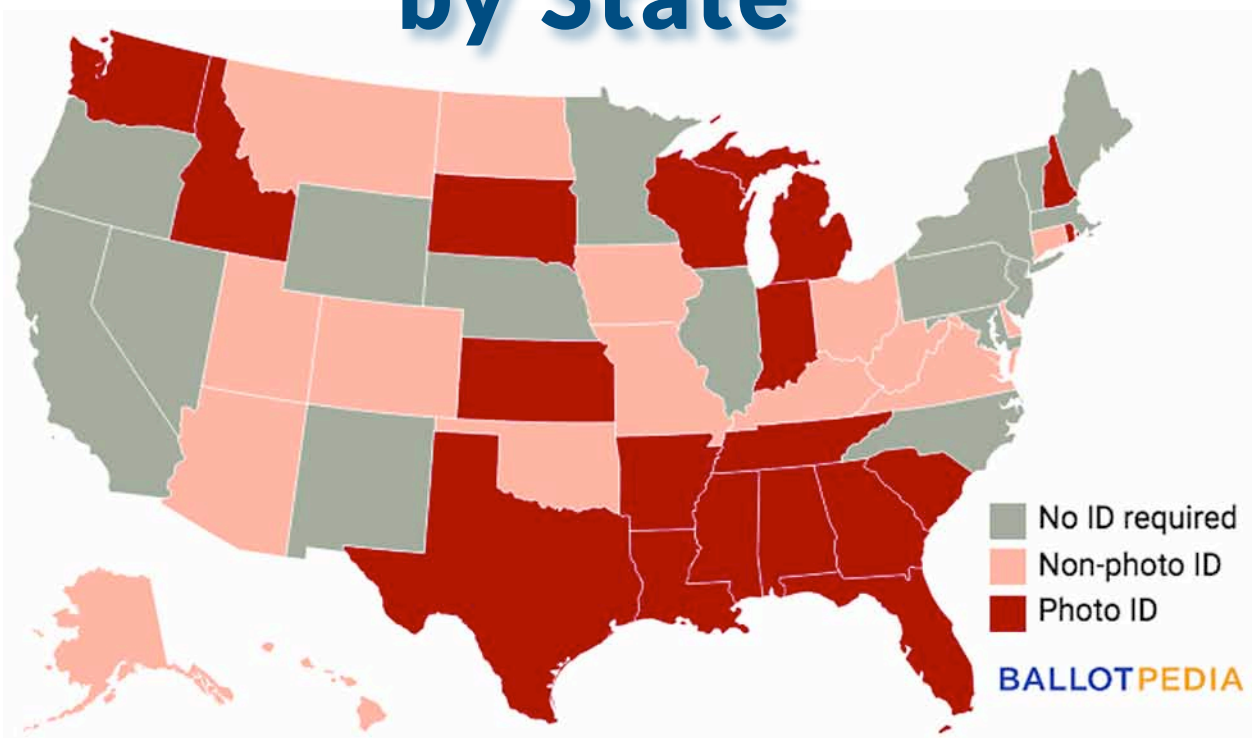 by State
No ID required
Non-photo ID
Photo ID
BALLOTPEDIA